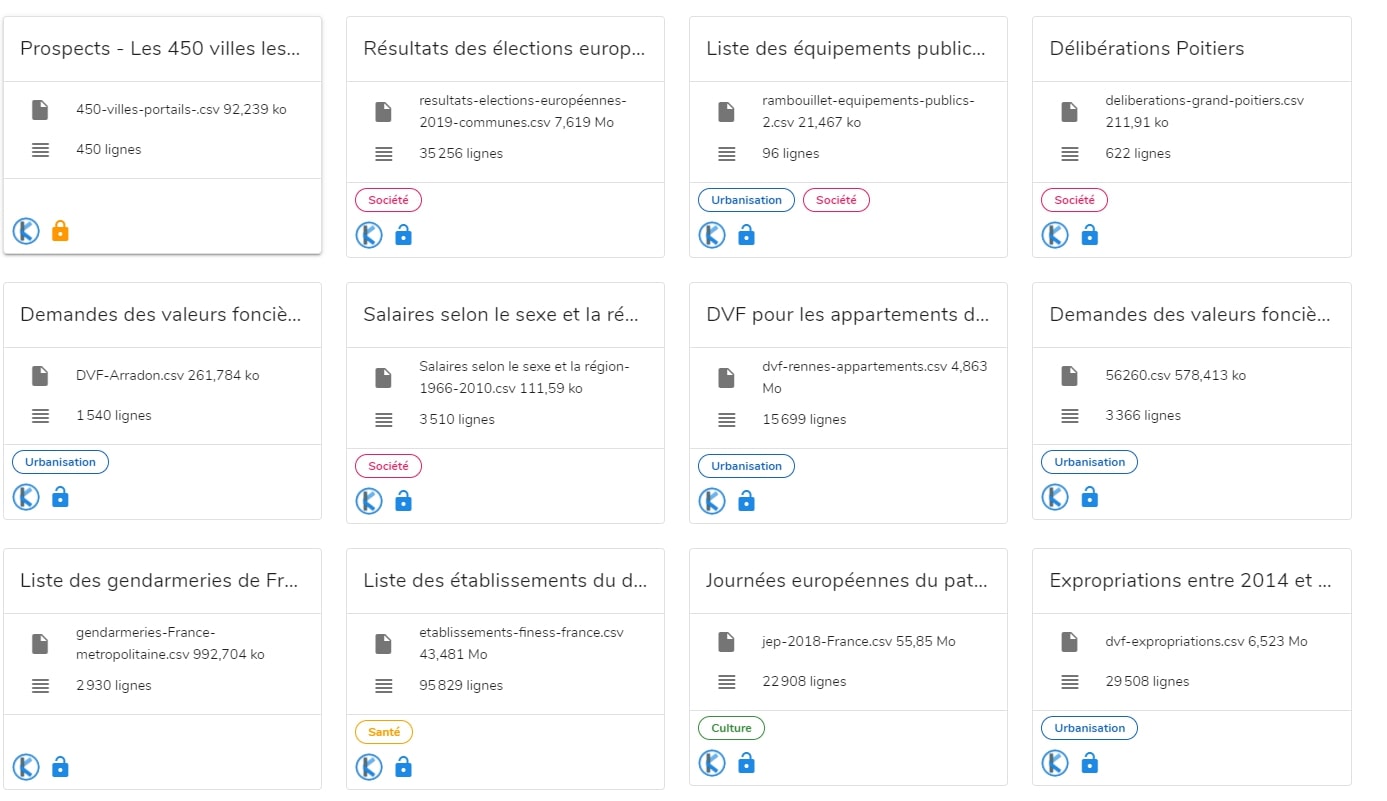 Prospects - Les 450 villes les...
450-villes-portails-.csv 92,239 ko
450 lignes
Résultats des élections europ...
resultats-elections-européennes-
2019-communes.csv 7,619 Mo
35 256 lignes
Société
Liste des équipements public...
rambouillet-equipements-publics-
2.csv 21,467 ko
96 lignes
Urbanisation
Société
Délibérations Poitiers
deliberations-grand-poitiers.csv
211,91 ko
622 lignes
Société
Demandes des valeurs fonciè...
DVF-Arradon.csv 261,784 ko
1 540 lignes
Urbanisation
Salaires selon le sexe et la ré...
Salaires selon le sexe et la région-
1966-2010.csv 111,59 ko
3 510 lignes
Société
DVF pour les appartements d...
dvf-rennes-appartements.csv 4,863
Mo
15 699 lignes
Urbanisation
Demandes des valeurs fonciè...
56260.csv 578,413 ko
3 366 lignes
Urbanisation
Liste des gendarmeries de Fr...
gendarmeries-France-
metropolitaine.csv 992,704 ko
2 930 lignes
Liste des établissements du d...
etablissements-finess-france.csv
43,481 Mo
95 829 lignes
Santé
Journées européennes du pat...
jep-2018-France.csv 55,85 Mo
22 908 lignes
Culture
Expropriations entre 2014 et ...
dvf-expropriations.csv 6,523 Mo
29 508 lignes
Urbanisation